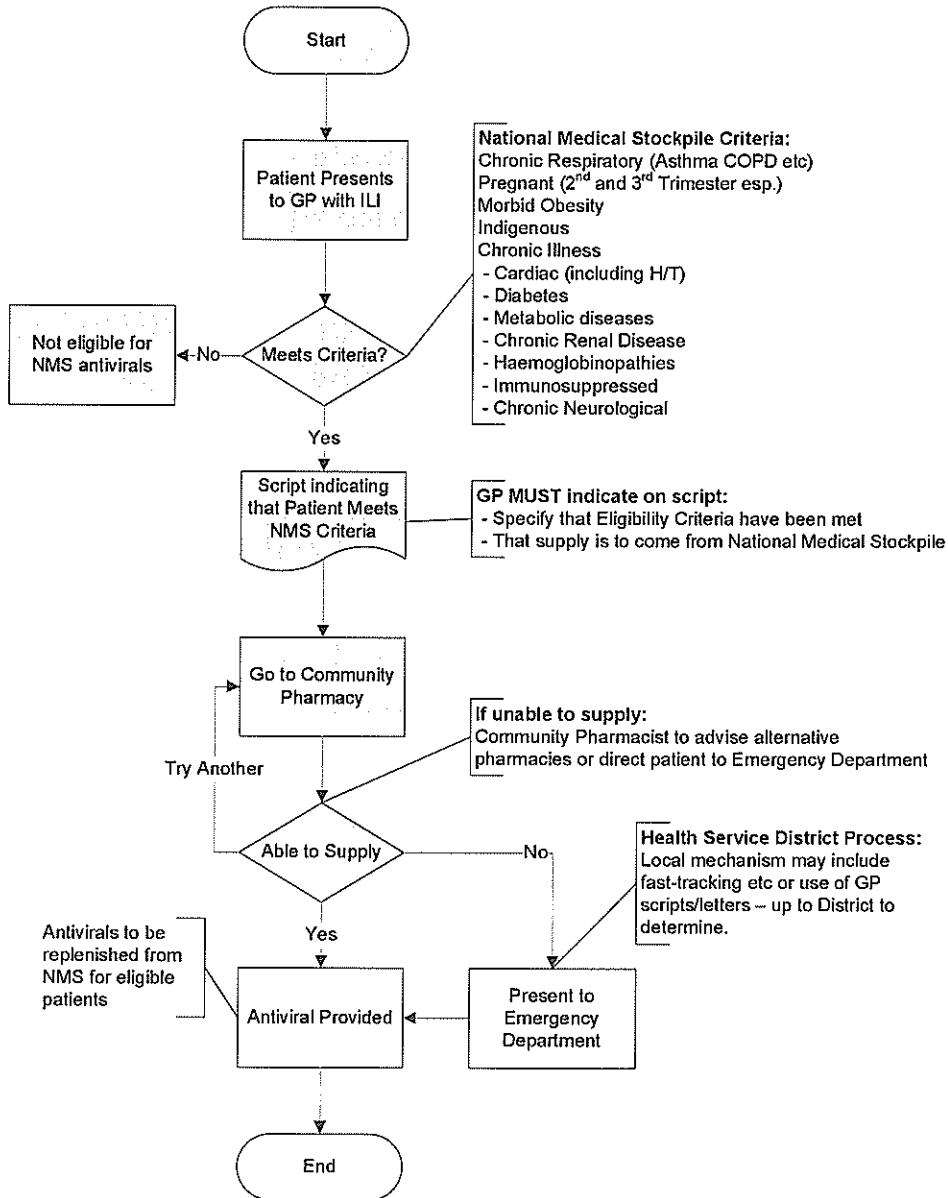 Start
Patient Presents
to GP with ILI
National Medical Stockpile Criteria:
Chronic Respiratory (Asthma COPD etc)
Pregnant (2nd and 3rd Trimester esp.)
Morbid Obesity
Indigenous
Chronic Illness
- Cardiac (including H/T)
- Diabetes
- Metabolic diseases
- Chronic Renal Disease
- Haemoglobinopathies
- Immunosuppressed
- Chronic Neurological
Meets Criteria?
No
Not eligible for
NMS antivirals
Yes
Script indicating
that Patient Meets
NMS Criteria
GP MUST indicate on script:
- Specify that Eligibility Criteria have been met
- That supply is to come from National Medical Stockpile
Go to Community
Pharmacy
If unable to supply:
Community Pharmacist to advise alternative
pharmacies or direct patient to Emergency Department
Try Another
Able to Supply
No
Health Service District Process:
Local mechanism may include
fast-tracking etc or use of GP
scripts/letters – up to District to
determine.
Yes
Antivirals to be
replenished from
NMS for eligible
patients
Antiviral Provided
Present to
Emergency
Department
End